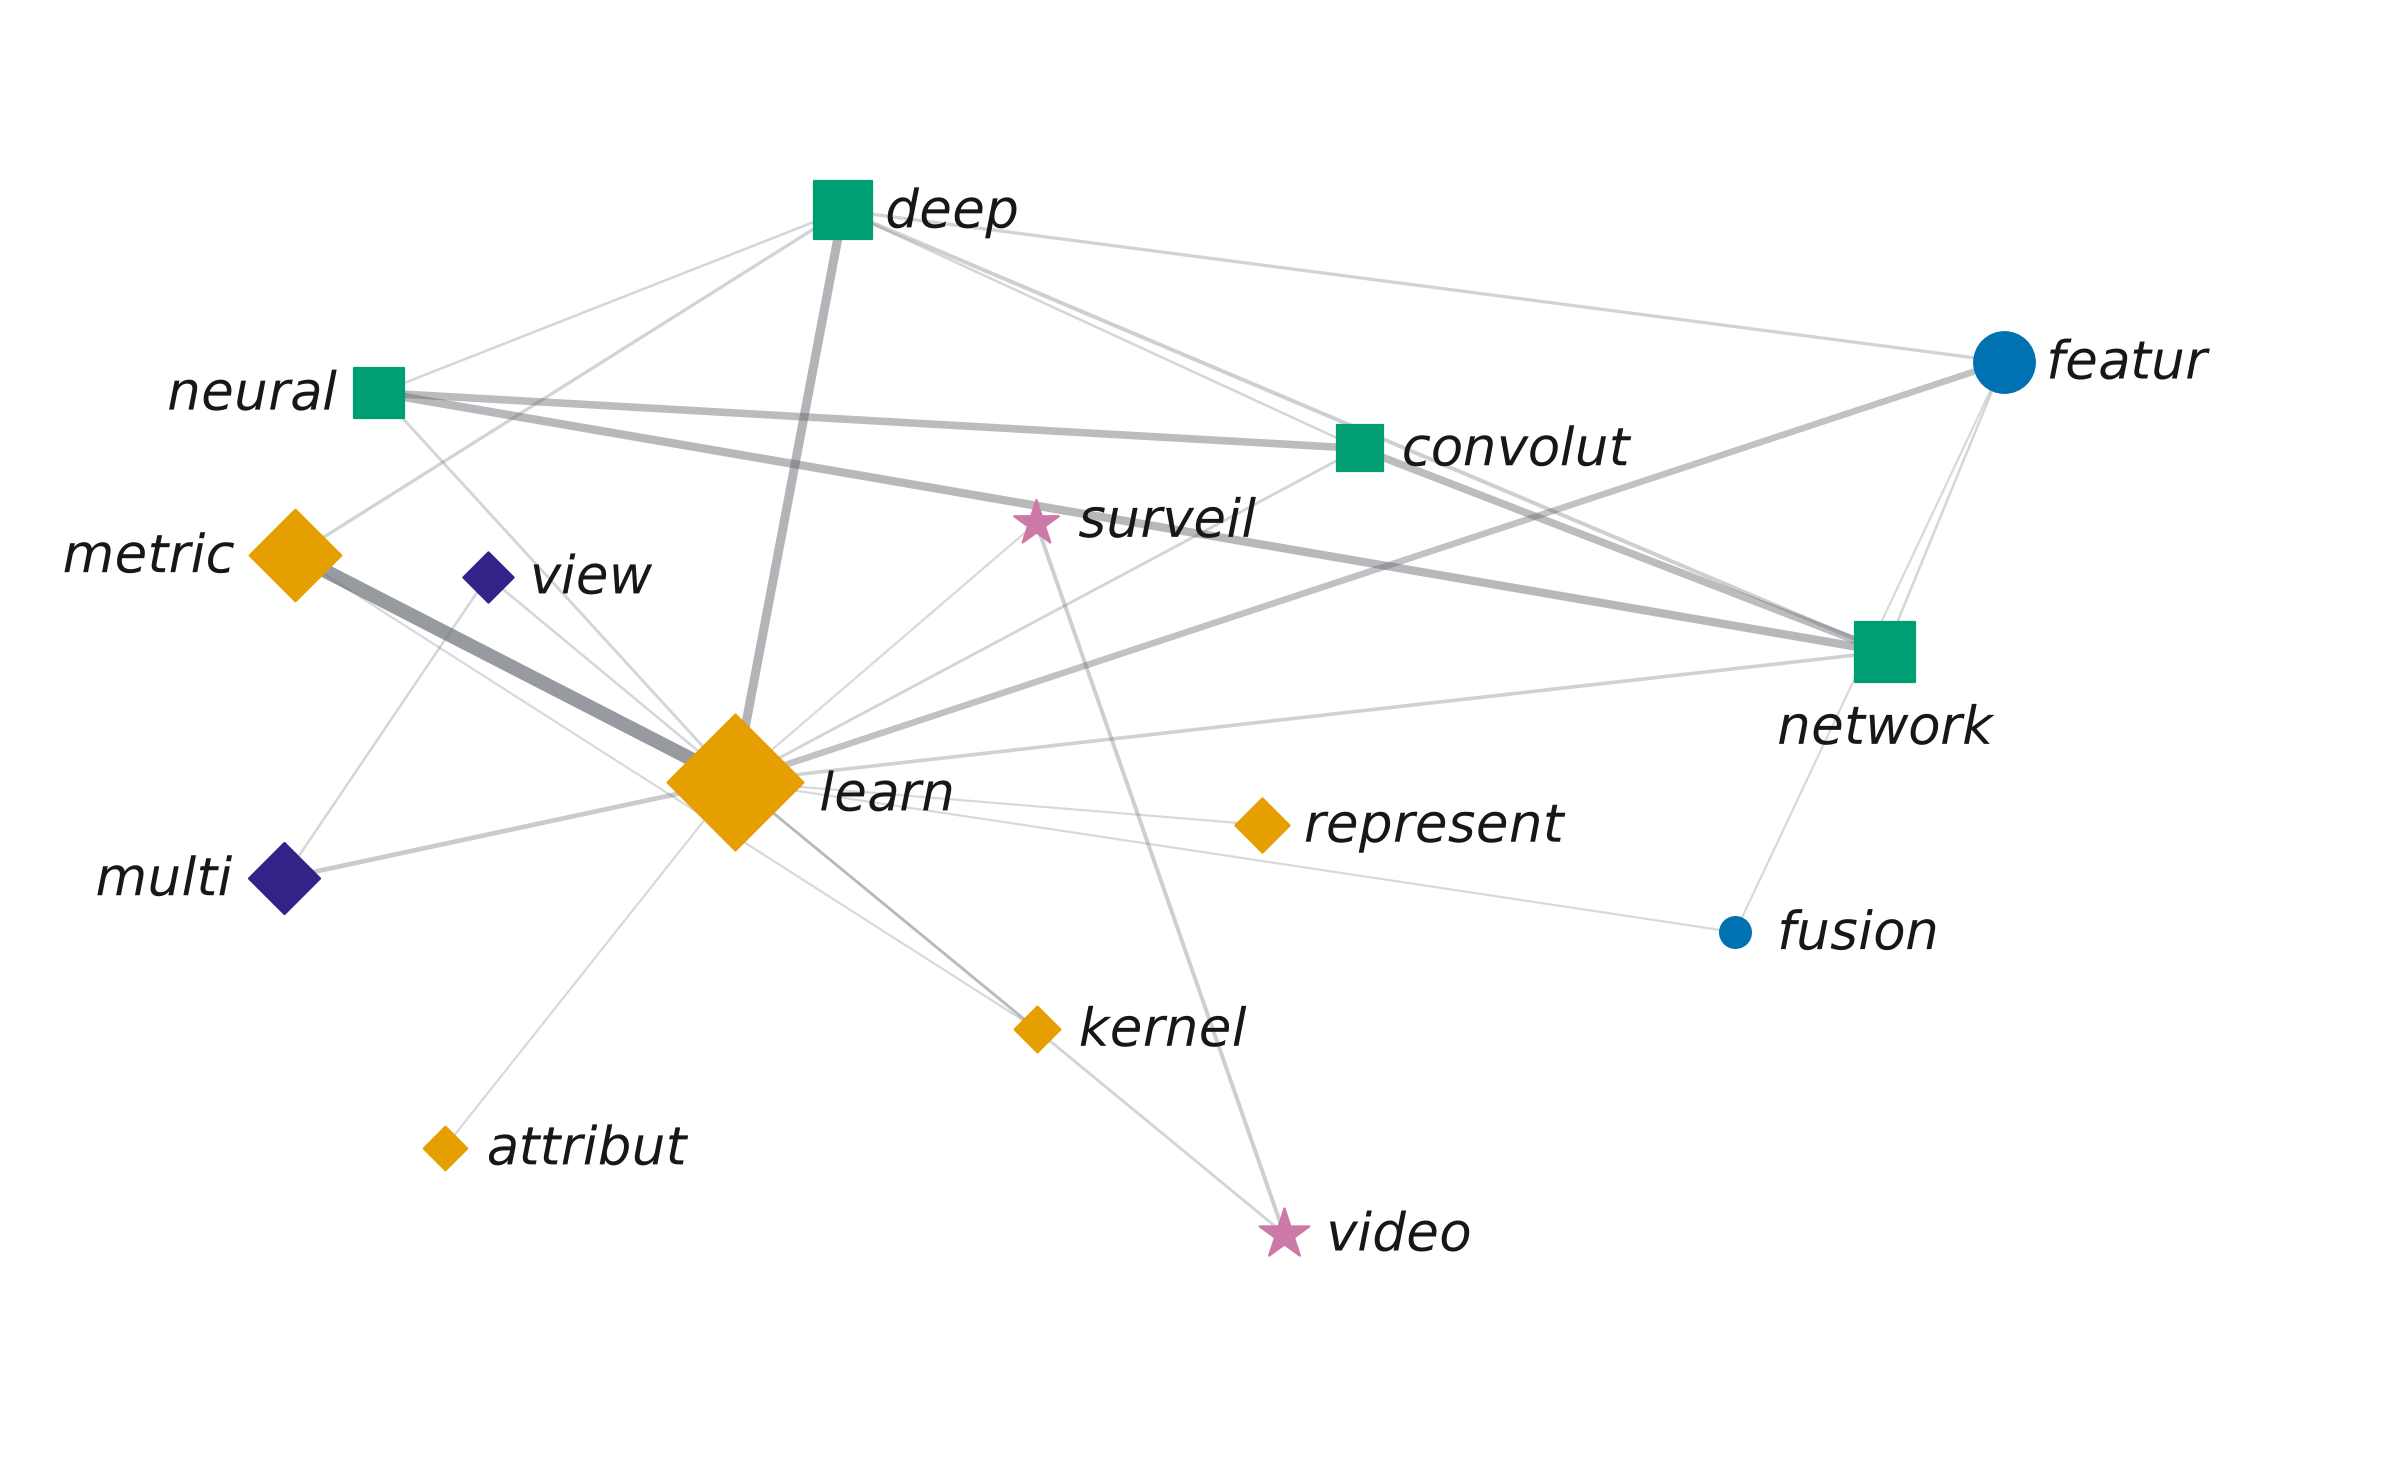 deep
featur
neural
convolut
surveil
metric
view
network
learn
represent
multi
fusion
kernel
attribut
video